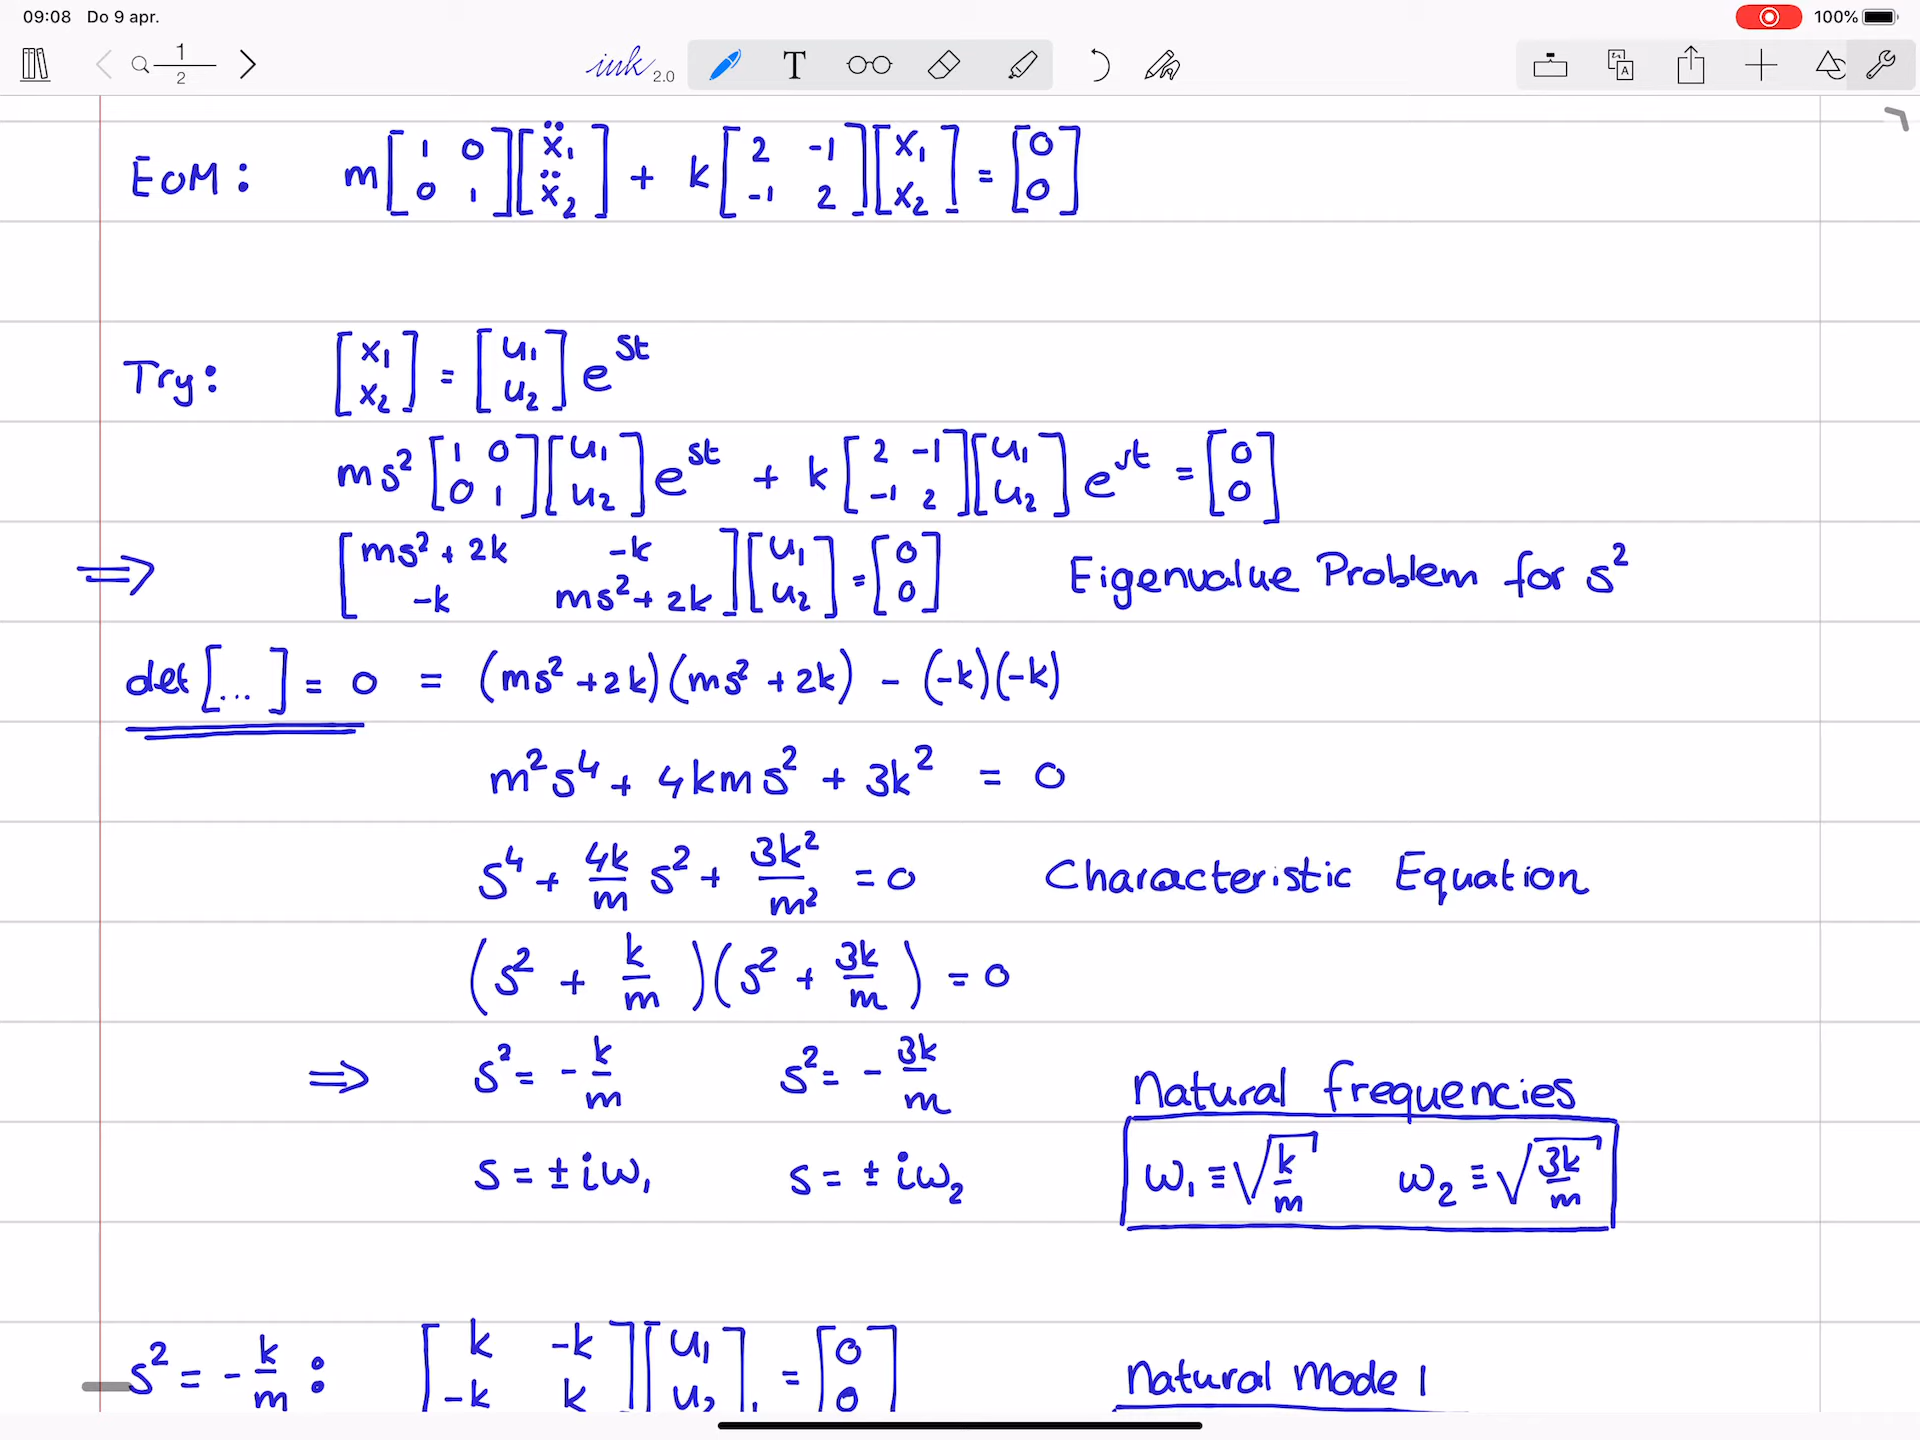 09:08 Do 9 apr. 100%
1/2 ink 2.0 T A
EoM: m[1 0; 0 1][ẍ₁; ẍ₂] + k[2 -1; -1 2][x₁; x₂] = [0; 0]
Try: [x₁; x₂] = [u₁; u₂] e^st
ms²[1 0; 0 1][u₁; u₂] e^st + k[2 -1; -1 2][u₁; u₂] e^st = [0; 0]
⇒ [ms²+2k -k; -k ms²+2k][u₁; u₂] = [0; 0] Eigenvalue Problem for s²
det[...] = 0 = (ms²+2k)(ms²+2k) - (-k)(-k)
m²s⁴ + 4kms² + 3k² = 0
s⁴ + 4k/m s² + 3k²/m² = 0 Characteristic Equation
(s² + k/m)(s² + 3k/m) = 0
⇒ s² = -k/m s² = -3k/m Natural frequencies
s = ±iω₁ s = ±iω₂ ω₁ ≡ √(k/m) ω₂ ≡ √(3k/m)
s² = -k/m : [k -k; -k k][u₁; u₂]₁ = [0; 0] Natural Mode 1